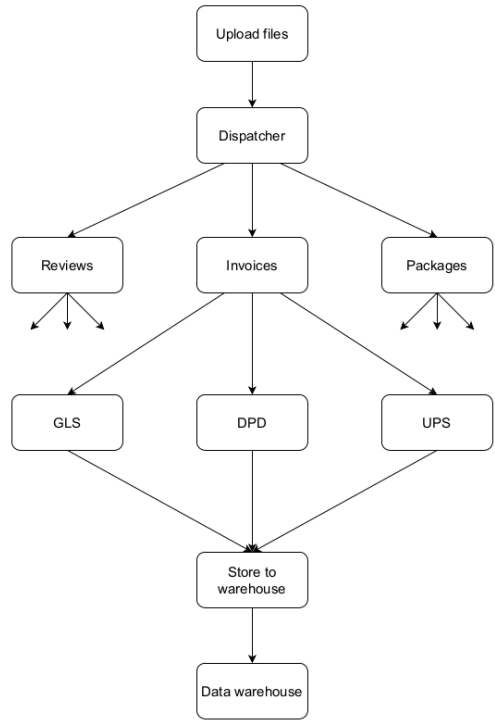 Upload files
Dispatcher
Reviews
Invoices
Packages
GLS
DPD
UPS
Store to
warehouse
Data warehouse